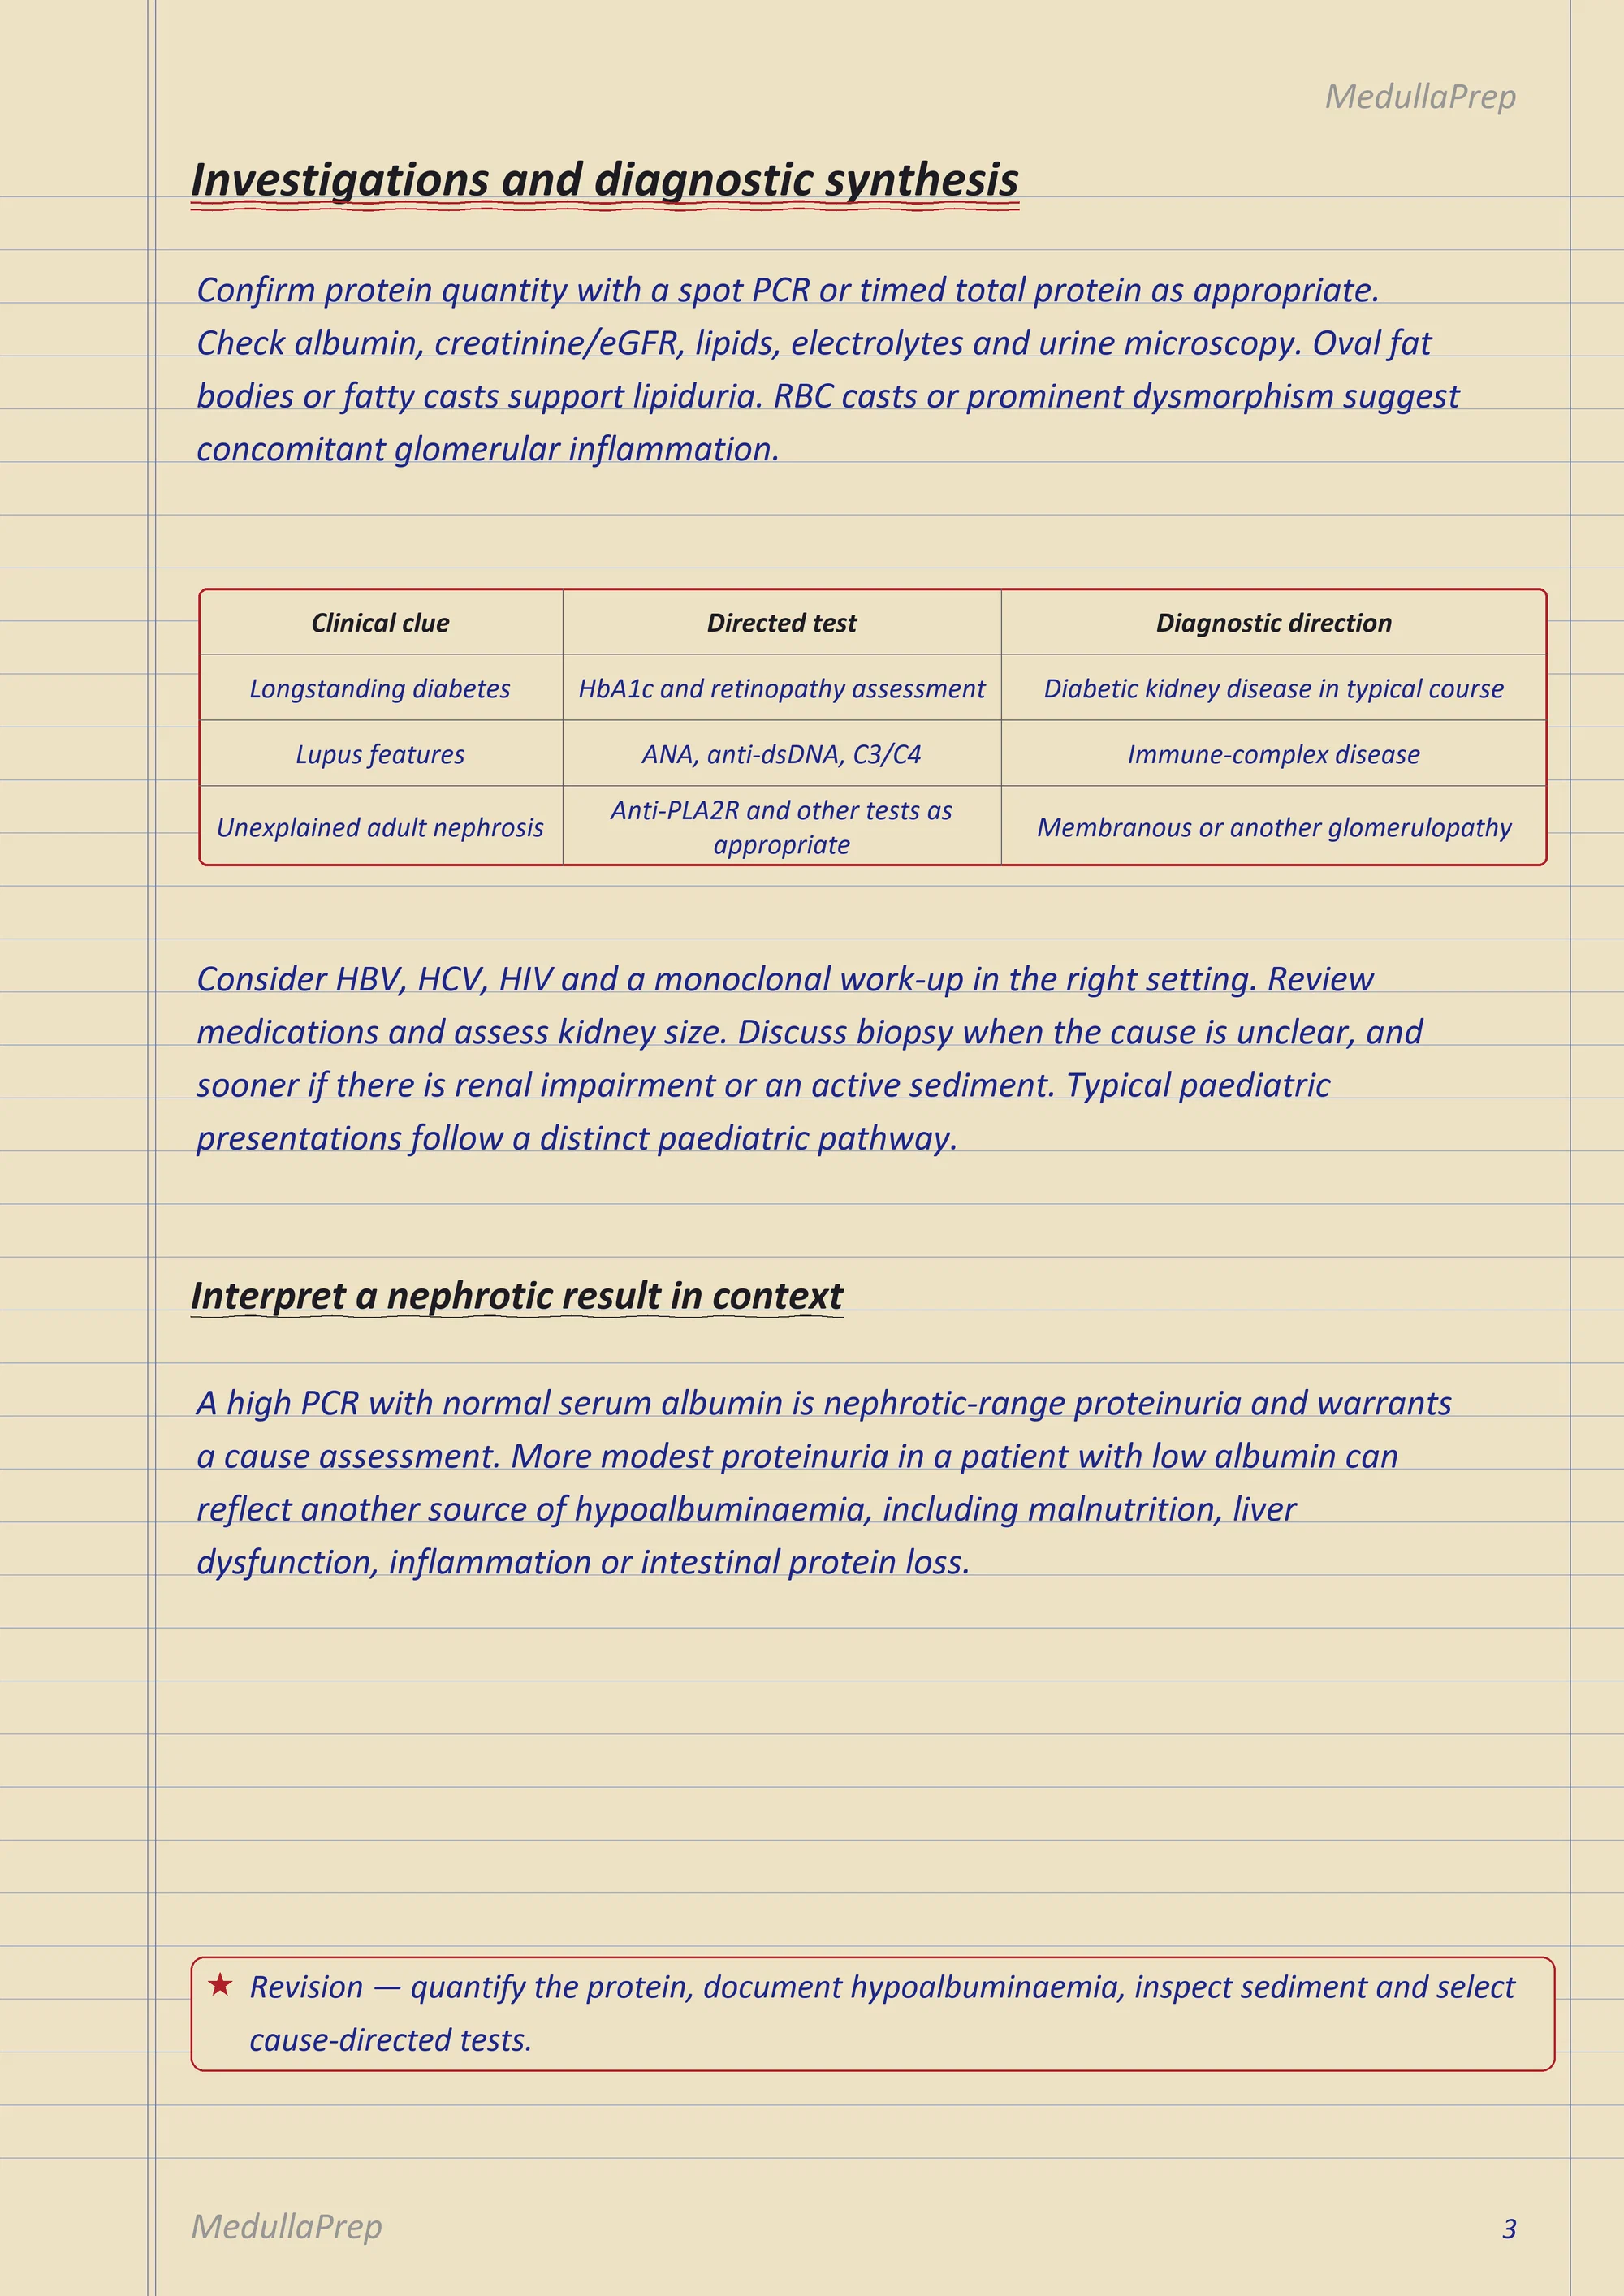 MedullaPrep
Investigations and diagnostic synthesis
Confirm protein quantity with a spot PCR or timed total protein as appropriate.
Check albumin, creatinine/eGFR, lipids, electrolytes and urine microscopy. Oval fat
bodies or fatty casts support lipiduria. RBC casts or prominent dysmorphism suggest
concomitant glomerular inflammation.
Clinical clue Directed test Diagnostic direction
Longstanding diabetes HbA1c and retinopathy assessment Diabetic kidney disease in typical course
Lupus features ANA, anti-dsDNA, C3/C4 Immune-complex disease
Unexplained adult nephrosis Anti-PLA2R and other tests as
appropriate Membranous or another glomerulopathy
Consider HBV, HCV, HIV and a monoclonal work-up in the right setting. Review
medications and assess kidney size. Discuss biopsy when the cause is unclear, and
sooner if there is renal impairment or an active sediment. Typical paediatric
presentations follow a distinct paediatric pathway.
Interpret a nephrotic result in context
A high PCR with normal serum albumin is nephrotic-range proteinuria and warrants
a cause assessment. More modest proteinuria in a patient with low albumin can
reflect another source of hypoalbuminaemia, including malnutrition, liver
dysfunction, inflammation or intestinal protein loss.
★ Revision — quantify the protein, document hypoalbuminaemia, inspect sediment and select
cause-directed tests.
MedullaPrep 3